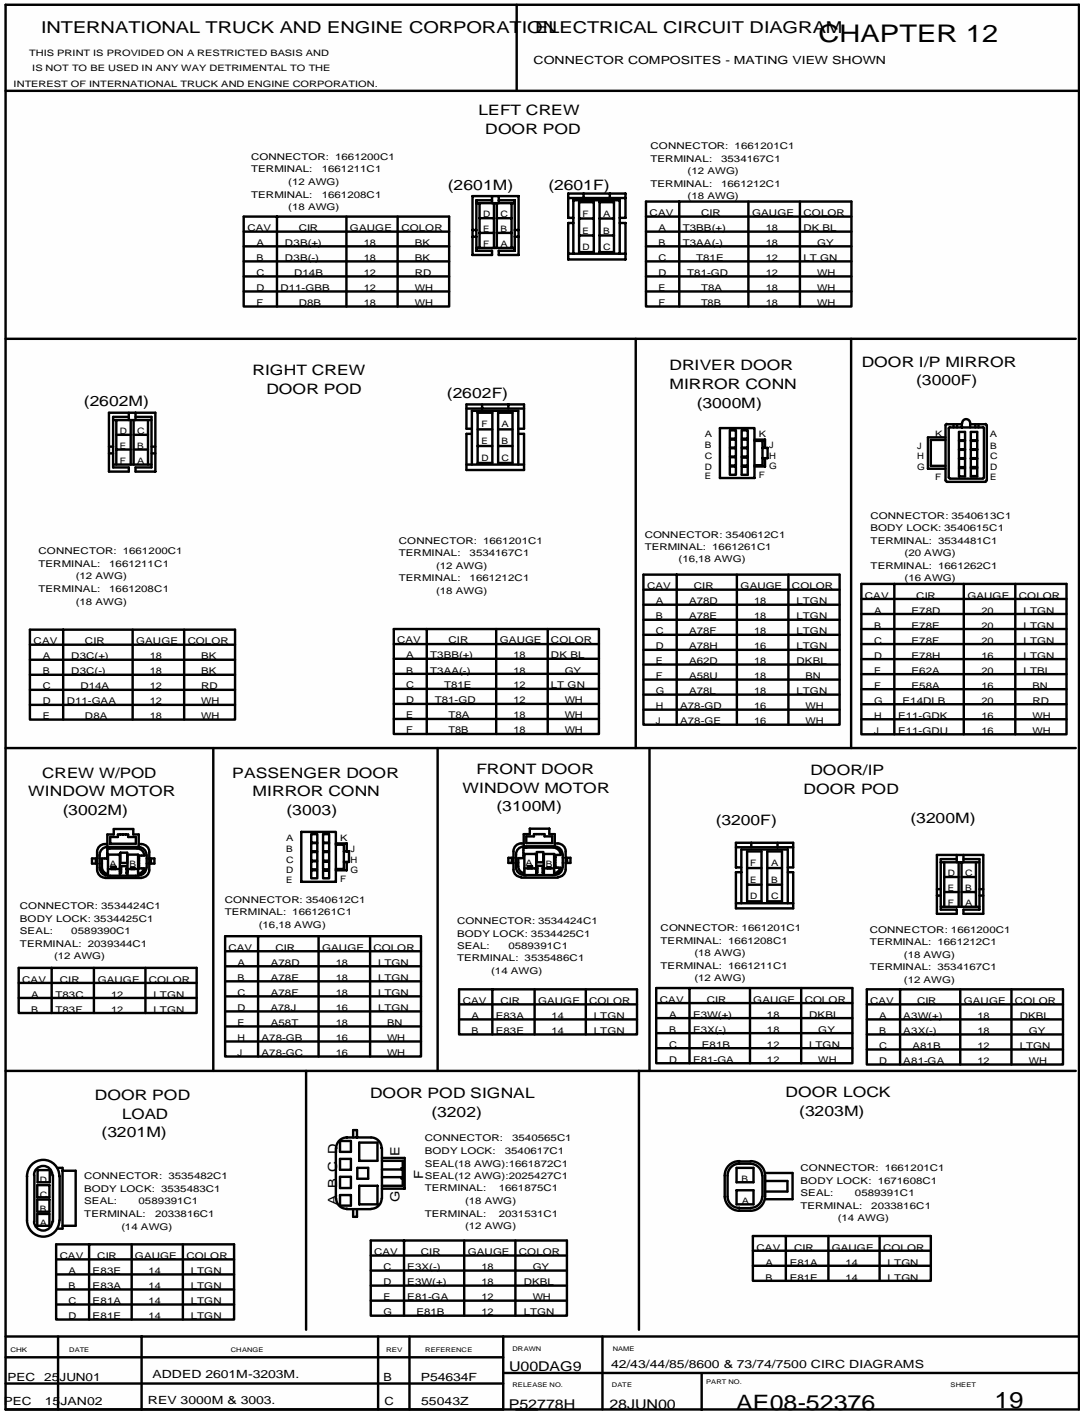 INTERNATIONAL TRUCK AND ENGINE CORPORATION
THIS PRINT IS PROVIDED ON A RESTRICTED BASIS AND
IS NOT TO BE USED IN ANY WAY DETRIMENTAL TO THE
INTEREST OF INTERNATIONAL TRUCK AND ENGINE CORPORATION.
ELECTRICAL CIRCUIT DIAGRAM
CHAPTER 12
CONNECTOR COMPOSITES - MATING VIEW SHOWN
LEFT CREW
DOOR POD
CONNECTOR: 1661200C1
TERMINAL: 1661211C1
(12 AWG)
TERMINAL: 1661208C1
(18 AWG)
(2601M)
D C
E B
F A
CAV CIR GAUGE COLOR
A D3B(+) 18 BK
B D3B(-) 18 BK
C D14B 12 RD
D D11-GBB 12 WH
E D8B 18 WH
(2601F)
F A
E B
D C
CONNECTOR: 1661201C1
TERMINAL: 3534167C1
(12 AWG)
TERMINAL: 1661212C1
(18 AWG)
CAV CIR GAUGE COLOR
A T3BB(+) 18 DK BL
B T3AA(-) 18 GY
C T81E 12 LT GN
D T81-GD 12 WH
E T8A 18 WH
F T8B 18 WH
RIGHT CREW
DOOR POD
(2602M)
D C
E B
F A
CONNECTOR: 1661200C1
TERMINAL: 1661211C1
(12 AWG)
TERMINAL: 1661208C1
(18 AWG)
CAV CIR GAUGE COLOR
A D3C(+) 18 BK
B D3C(-) 18 BK
C D14A 12 RD
D D11-GAA 12 WH
E D8A 18 WH
(2602F)
F A
E B
D C
CONNECTOR: 1661201C1
TERMINAL: 3534167C1
(12 AWG)
TERMINAL: 1661212C1
(18 AWG)
CAV CIR GAUGE COLOR
A T3BB(+) 18 DK BL
B T3AA(-) 18 GY
C T81E 12 LT GN
D T81-GD 12 WH
E T8A 18 WH
F T8B 18 WH
DRIVER DOOR
MIRROR CONN
(3000M)
A K
B J
C H
D G
E F
CONNECTOR: 3540612C1
TERMINAL: 1661261C1
(16,18 AWG)
CAV CIR GAUGE COLOR
A A78D 18 LTGN
B A78E 18 LTGN
C A78F 18 LTGN
D A78H 16 LTGN
E A62D 18 DKBL
F A58U 18 BN
G A78L 18 LTGN
H A78-GD 16 WH
J A78-GE 16 WH
DOOR I/P MIRROR
(3000F)
K A
J B
H C
G D
F E
CONNECTOR: 3540613C1
BODY LOCK: 3540615C1
TERMINAL: 3534481C1
(20 AWG)
TERMINAL: 1661262C1
(16 AWG)
CAV CIR GAUGE COLOR
A E78D 20 LTGN
B E78E 20 LTGN
C E78F 20 LTGN
D E78H 16 LTGN
E E62A 20 LTBL
F E58A 16 BN
G E14DLB 20 RD
H E11-GDK 16 WH
J E11-GDU 16 WH
CREW W/POD
WINDOW MOTOR
(3002M)
A B
CONNECTOR: 3534424C1
BODY LOCK: 3534425C1
SEAL: 0589390C1
TERMINAL: 2039344C1
(12 AWG)
CAV CIR GAUGE COLOR
A T83C 12 LTGN
B T83F 12 LTGN
PASSENGER DOOR
MIRROR CONN
(3003)
A K
B J
C H
D G
E F
CONNECTOR: 3540612C1
TERMINAL: 1661261C1
(16,18 AWG)
CAV CIR GAUGE COLOR
A A78D 18 LTGN
B A78E 18 LTGN
C A78F 18 LTGN
D A78J 16 LTGN
F A58T 18 BN
H A78-GB 16 WH
J A78-GC 16 WH
FRONT DOOR
WINDOW MOTOR
(3100M)
A B
CONNECTOR: 3534424C1
BODY LOCK: 3534425C1
SEAL: 0589391C1
TERMINAL: 3535486C1
(14 AWG)
CAV CIR GAUGE COLOR
A E83A 14 LTGN
B E83F 14 LTGN
DOOR/IP
DOOR POD
(3200F)
F A
E B
D C
CONNECTOR: 1661201C1
TERMINAL: 1661208C1
(18 AWG)
TERMINAL: 1661211C1
(12 AWG)
CAV CIR GAUGE COLOR
A E3W(+) 18 DKBL
B E3X(-) 18 GY
C E81B 12 LTGN
D E81-GA 12 WH
(3200M)
D C
E B
F A
CONNECTOR: 1661200C1
TERMINAL: 1661212C1
(18 AWG)
TERMINAL: 3534167C1
(12 AWG)
CAV CIR GAUGE COLOR
A A3W(+) 18 DKBL
B A3X(-) 18 GY
C A81B 12 LTGN
D A81-GA 12 WH
DOOR POD
LOAD
(3201M)
D
C
B
A
CONNECTOR: 3535482C1
BODY LOCK: 3535483C1
SEAL: 0589391C1
TERMINAL: 2033816C1
(14 AWG)
CAV CIR GAUGE COLOR
A E83F 14 LTGN
B E83A 14 LTGN
C E81A 14 LTGN
D E81F 14 LTGN
DOOR POD SIGNAL
(3202)
A B C D
G F E
CONNECTOR: 3540565C1
BODY LOCK: 3540617C1
SEAL(18 AWG):1661872C1
SEAL(12 AWG):2025427C1
TERMINAL: 1661875C1
(18 AWG)
TERMINAL: 2031531C1
(12 AWG)
CAV CIR GAUGE COLOR
C E3X(-) 18 GY
D E3W(+) 18 DKBL
E E81-GA 12 WH
G E81B 12 LTGN
DOOR LOCK
(3203M)
B
A
CONNECTOR: 1661201C1
BODY LOCK: 1671608C1
SEAL: 0589391C1
TERMINAL: 2033816C1
(14 AWG)
CAV CIR GAUGE COLOR
A E81A 14 LTGN
B E81F 14 LTGN
CHK DATE CHANGE REV REFERENCE
PEC 25JUN01 ADDED 2601M-3203M. B P54634F
PEC 15JAN02 REV 3000M & 3003. C 55043Z
DRAWN
U00DAG9
NAME
42/43/44/85/8600 & 73/74/7500 CIRC DIAGRAMS
RELEASE NO.
P52778H
DATE
28JUN00
PART NO.
AE08-52376
SHEET
19